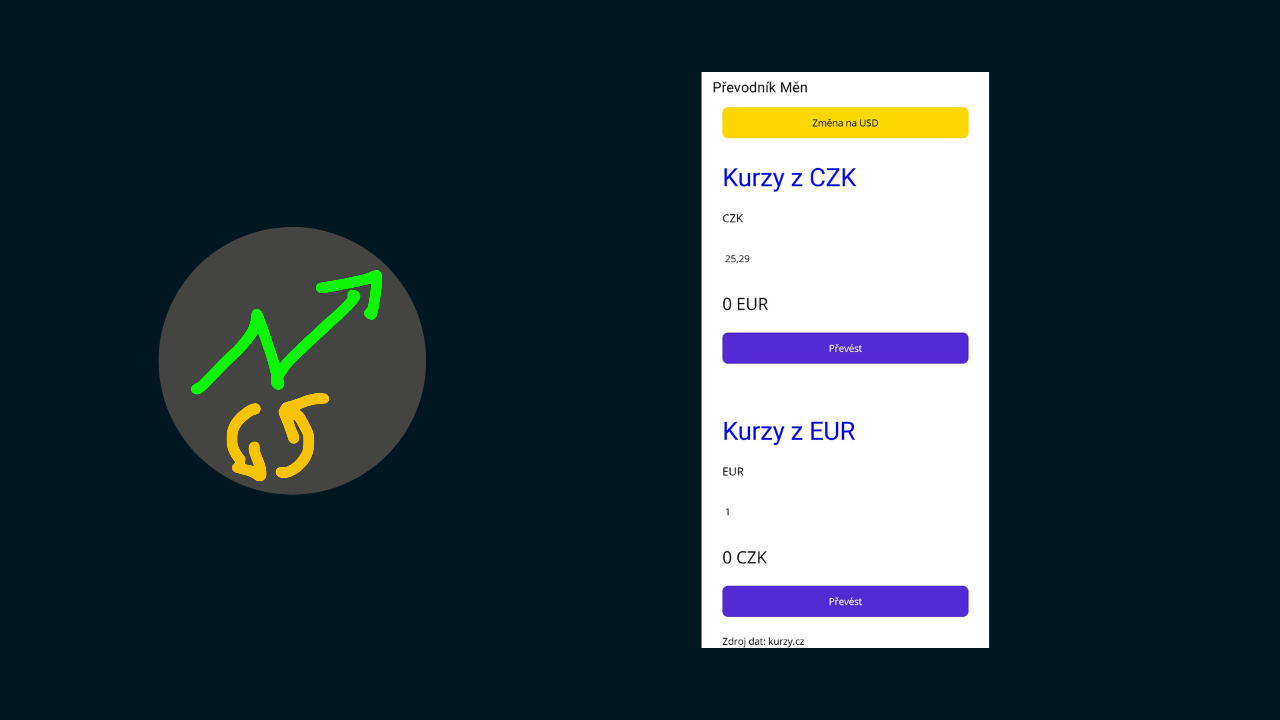 Převodník Měn
Změna na USD
Kurzy z CZK
CZK
25,29
0 EUR
Převést
Kurzy z EUR
EUR
1
0 CZK
Převést
Zdroj dat: kurzy.cz